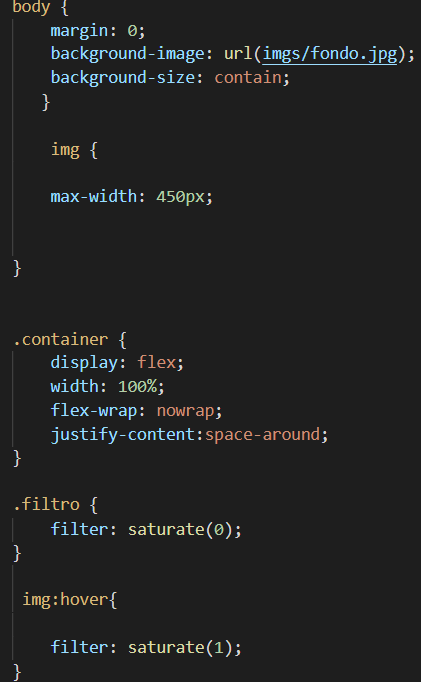 body {
margin: 0;
background-image: url(imgs/fondo.jpg);
background-size: contain;
}
img {
max-width: 450px;
}
.container {
display: flex;
width: 100%;
flex-wrap: nowrap;
justify-content:space-around;
}
.filtro {
filter: saturate(0);
}
img:hover{
filter: saturate(1);
}